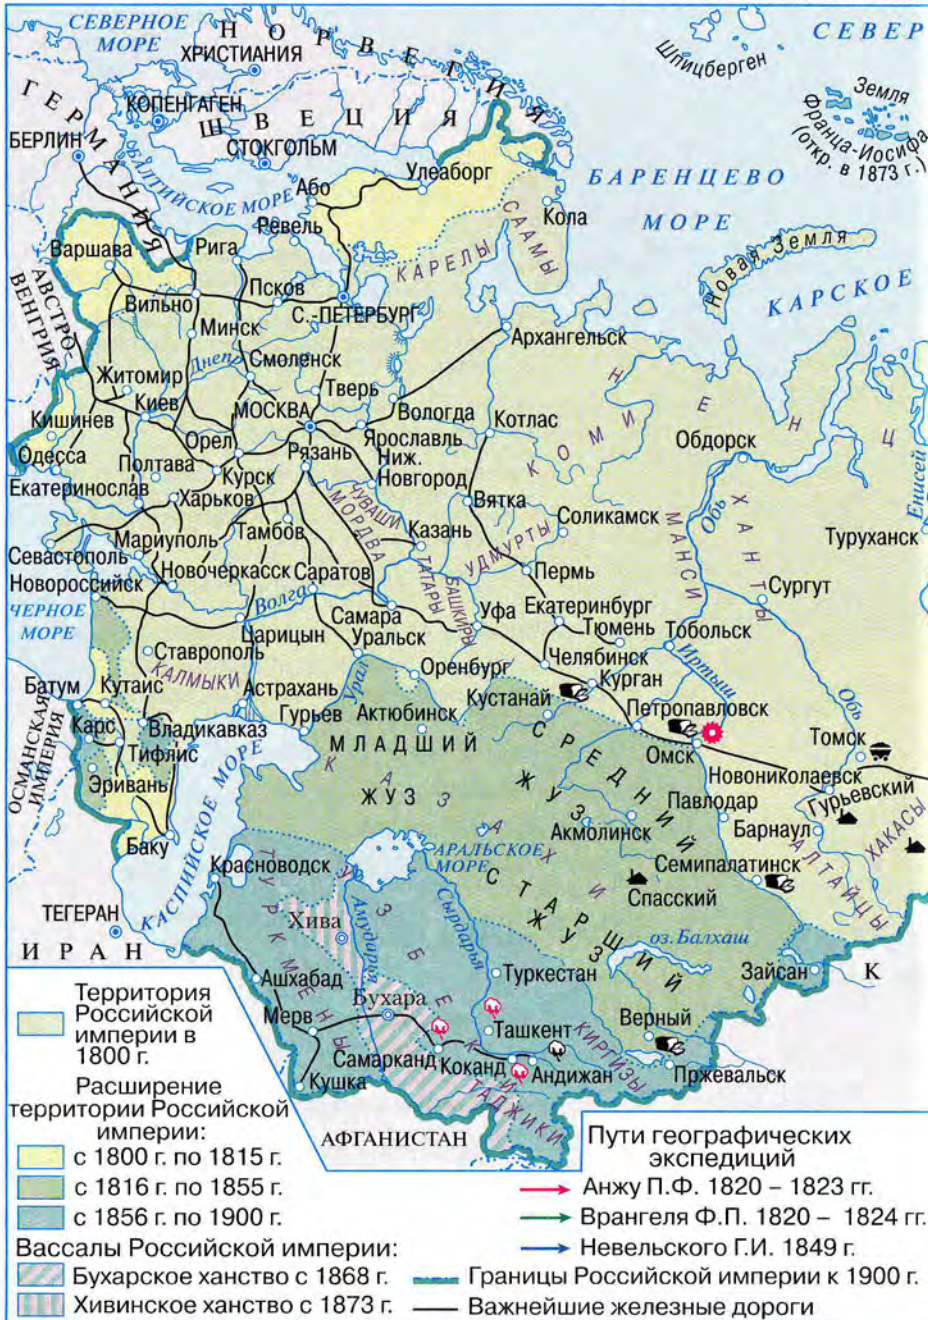 СЕВЕРНОЕ
МОРЕ
НОРВЕГИЯ
ХРИСТИАНИЯ
Шпицберген
СЕВЕР
Земля
Франца-Иосифа
(откр. в 1873 г.)
ГЕРМАНИЯ
КОПЕНГАГЕН
ШВЕЦИЯ
БЕРЛИН
СТОКГОЛЬМ
БАЛТИЙСКОЕ МОРЕ
Або
Улеаборг
БАРЕНЦЕВО
МОРЕ
Ревель
Кола
СААМЫ
КАРЕЛЫ
Новая Земля
КАРСКОЕ
Варшава
Рига
АВСТРО-
ВЕНГРИЯ
Вильно
Псков
С.-ПЕТЕРБУРГ
Минск
Архангельск
Днепр
Смоленск
Житомир
Тверь
Киев
МОСКВА
Вологда
Котлас
КОМИ
НЕНЦ
Кишинев
Орел
Ярославль
Обдорск
Одесса
Рязань
Ниж.
Новгород
Полтава
Курск
Екатеринослав
Харьков
Вятка
Обь
Енисей
ЧУВАШИ
МОРДВА
Соликамск
МАНСИ
ХАНТЫ
Мариуполь
Тамбов
Казань
УДМУРТЫ
Туруханск
Севастополь
Новочеркасск
Саратов
ТАТАРЫ
БАШКИРЫ
Пермь
Новороссийск
Сургут
ЧЕРНОЕ
МОРЕ
Волга
Самара
Уфа
Екатеринбург
Царицын
Уральск
Тюмень
Тобольск
Ставрополь
КАЛМЫКИ
Оренбург
Челябинск
Иртыш
Батум
Кутаис
Астрахань
Урал
Кустанай
Курган
Обь
Гурьев
Актюбинск
Петропавловск
Карс
Владикавказ
МЛАДШИЙ
ЖУЗ
СРЕДНИЙ
ЖУЗ
КАЗАХИ
Томск
ОСМАНСКАЯ
ИМПЕРИЯ
Тифлис
Омск
Эривань
Новониколаевск
Гурьевский
КАСПИЙСКОЕ МОРЕ
Павлодар
Акмолинск
Барнаул
ХАКАСЫ
Баку
АРАЛЬСКОЕ
МОРЕ
Красноводск
Семипалатинск
АЛТАЙЦЫ
СТАРШИЙ
ЖУЗ
Спасский
ТЕГЕРАН
ТУРКМЕНЫ
УЗБЕКИ
Хива
Амударья
Сырдарья
оз. Балхаш
ИРАН
Зайсан
К
Ашхабад
Туркестан
Бухара
Мерв
Ташкент
Верный
КИРГИЗЫ
Самарканд
Коканд
Андижан
Пржевальск
Кушка
ТАДЖИКИ
АФГАНИСТАН
Территория
Российской
империи в
1800 г.
Расширение
территории Российской
империи:
с 1800 г. по 1815 г.
с 1816 г. по 1855 г.
с 1856 г. по 1900 г.
Вассалы Российской империи:
Бухарское ханство с 1868 г.
Хивинское ханство с 1873 г.
Пути географических
экспедиций
Анжу П.Ф. 1820 – 1823 гг.
Врангеля Ф.П. 1820 – 1824 гг.
Невельского Г.И. 1849 г.
Границы Российской империи к 1900 г.
Важнейшие железные дороги